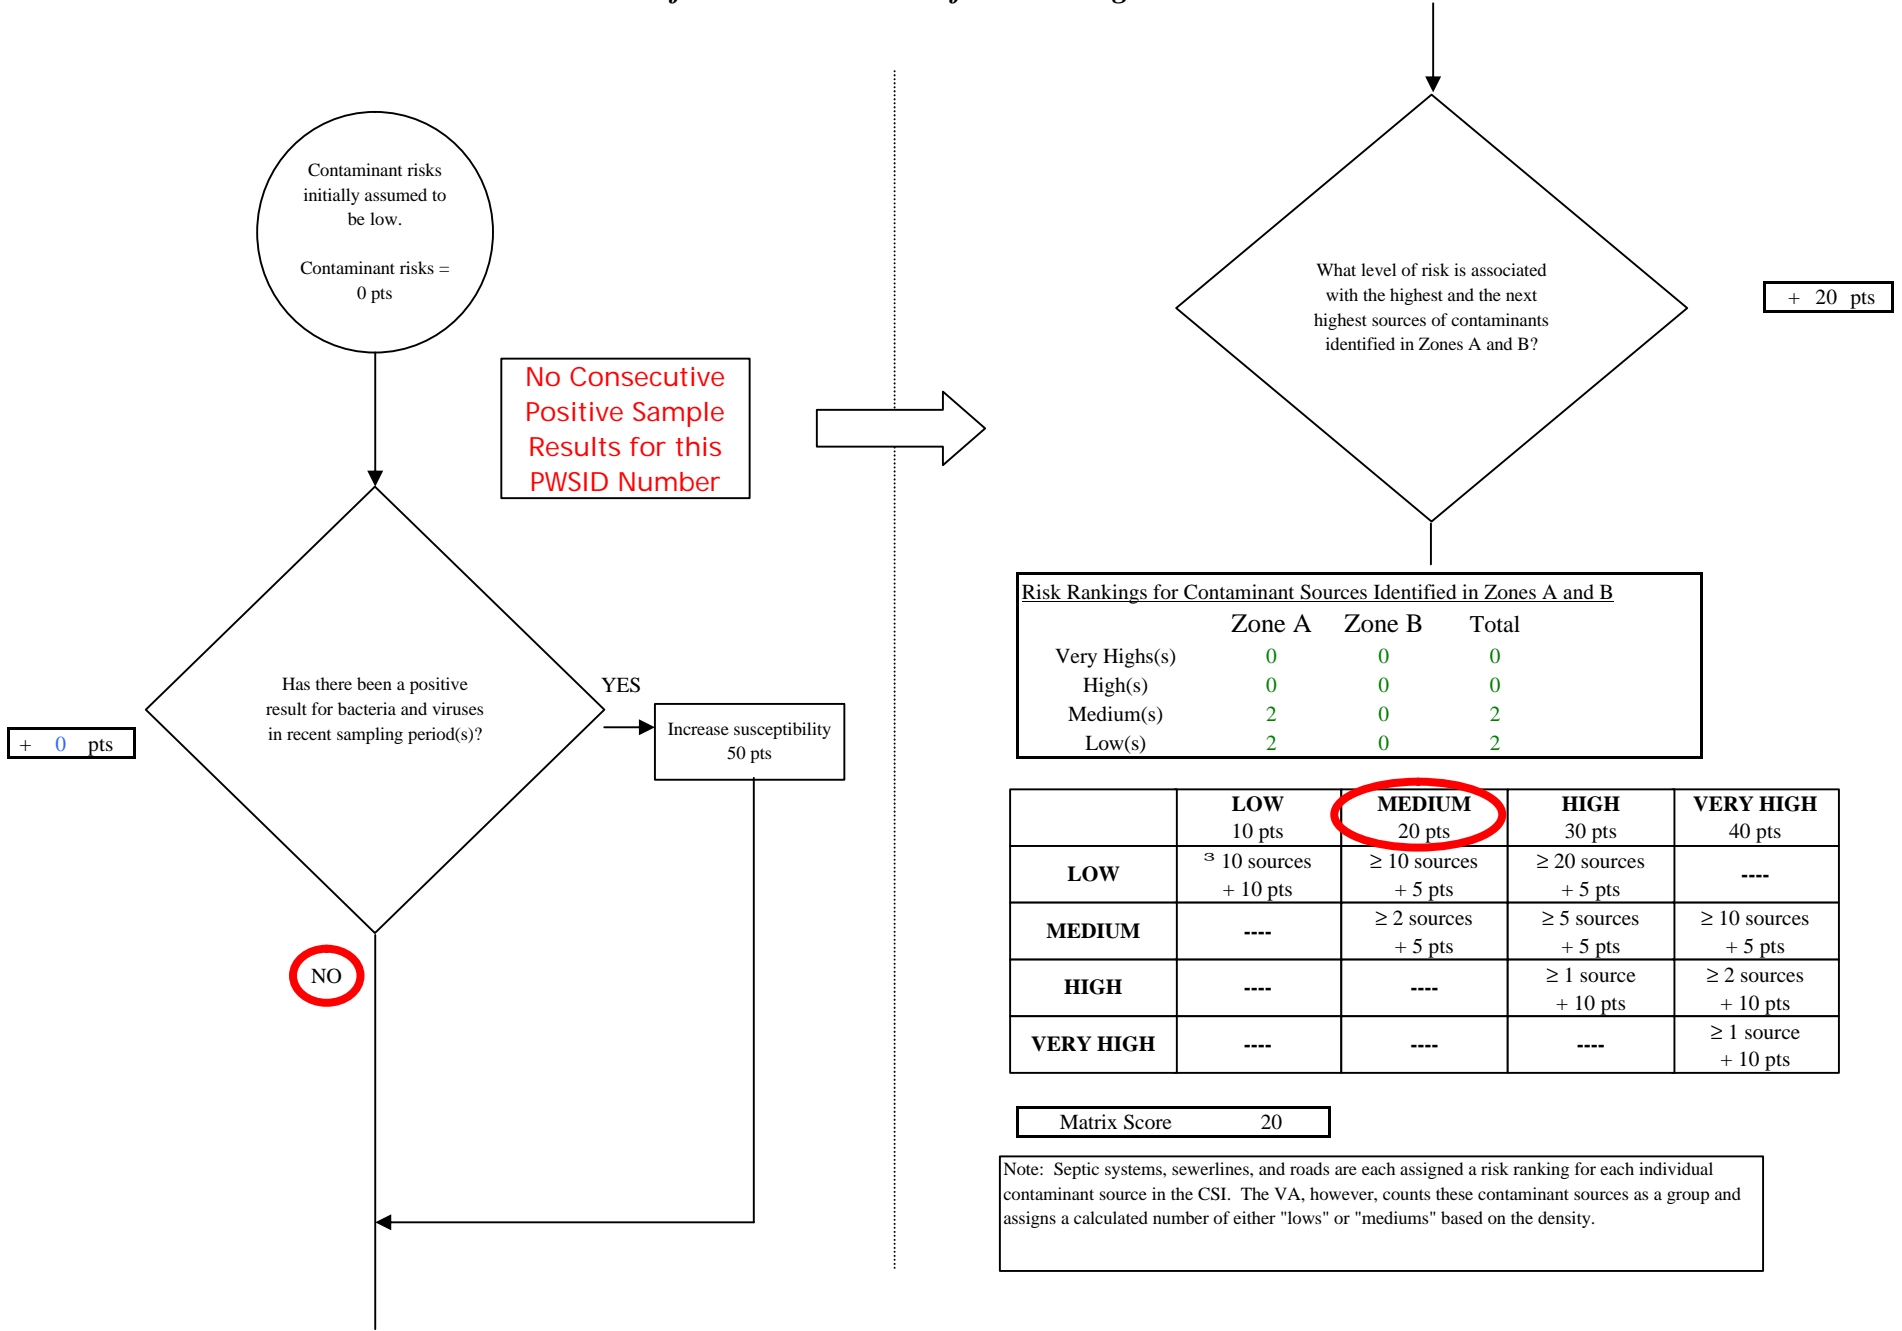 Contaminant risks
initially assumed to
be low.
Contaminant risks =
0 pts
No Consecutive
Positive Sample
Results for this
PWSID Number
Has there been a positive
result for bacteria and viruses
in recent sampling period(s)?
+ 0 pts
YES
Increase susceptibility
50 pts
NO
What level of risk is associated
with the highest and the next
highest sources of contaminants
identified in Zones A and B?
+ 20 pts
Risk Rankings for Contaminant Sources Identified in Zones A and B
Zone A Zone B Total
Very Highs(s) 0 0 0
High(s) 0 0 0
Medium(s) 2 0 2
Low(s) 2 0 2
LOW MEDIUM HIGH VERY HIGH
10 pts 20 pts 30 pts 40 pts
LOW ³ 10 sources ≥ 10 sources ≥ 20 sources ----
+ 10 pts + 5 pts + 5 pts
MEDIUM ---- ≥ 2 sources ≥ 5 sources ≥ 10 sources
+ 5 pts + 5 pts + 5 pts
HIGH ---- ---- ≥ 1 source ≥ 2 sources
+ 10 pts + 10 pts
VERY HIGH ---- ---- ---- ≥ 1 source
+ 10 pts
Matrix Score 20
Note: Septic systems, sewerlines, and roads are each assigned a risk ranking for each individual
contaminant source in the CSI. The VA, however, counts these contaminant sources as a group and
assigns a calculated number of either "lows" or "mediums" based on the density.